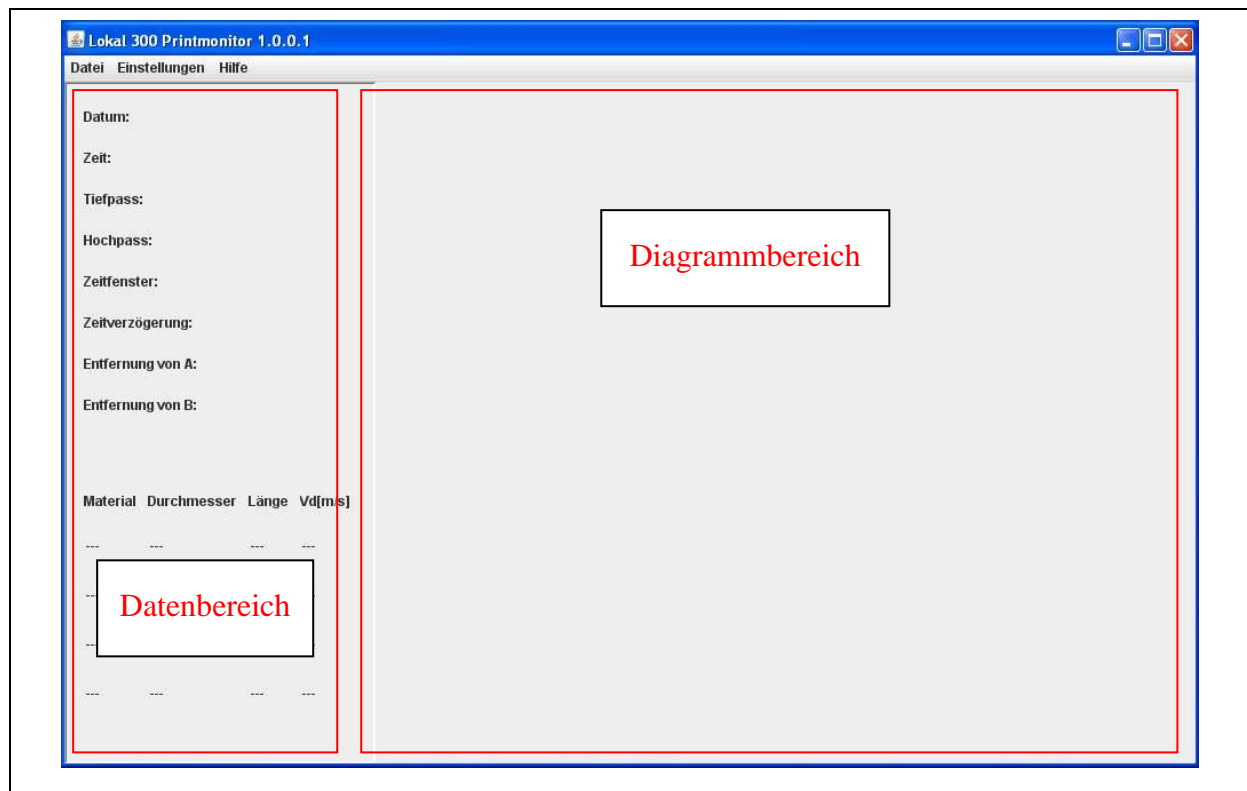 Lokal 300 Printmonitor 1.0.0.1
Datei Einstellungen Hilfe
Datum:
Zeit:
Tiefpass:
Hochpass:
Zeitfenster:
Zeitverzögerung:
Entfernung von A:
Entfernung von B:
Material Durchmesser Länge Vd[m/s]
--- --- --- ---
---
---
--- --- --- ---
Datenbereich
Diagrammbereich